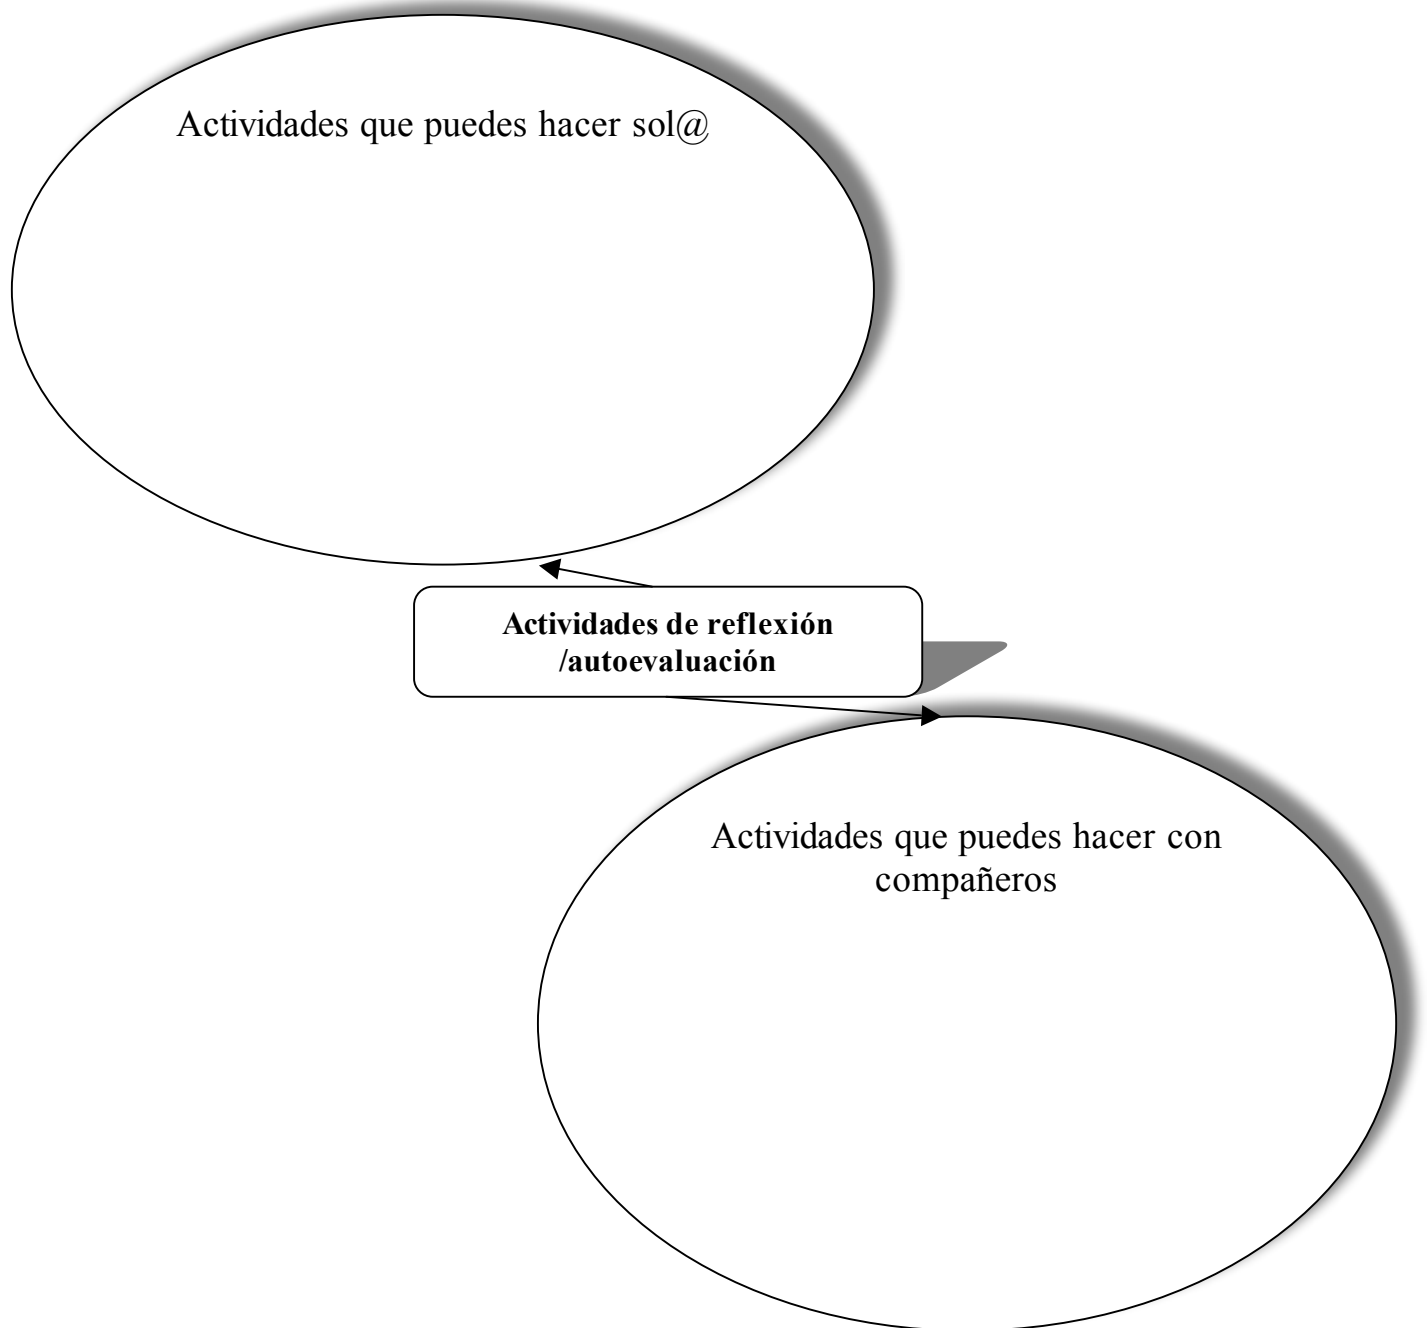 Actividades que puedes hacer sol@
Actividades de reflexión
/autoevaluación
Actividades que puedes hacer con
compañeros